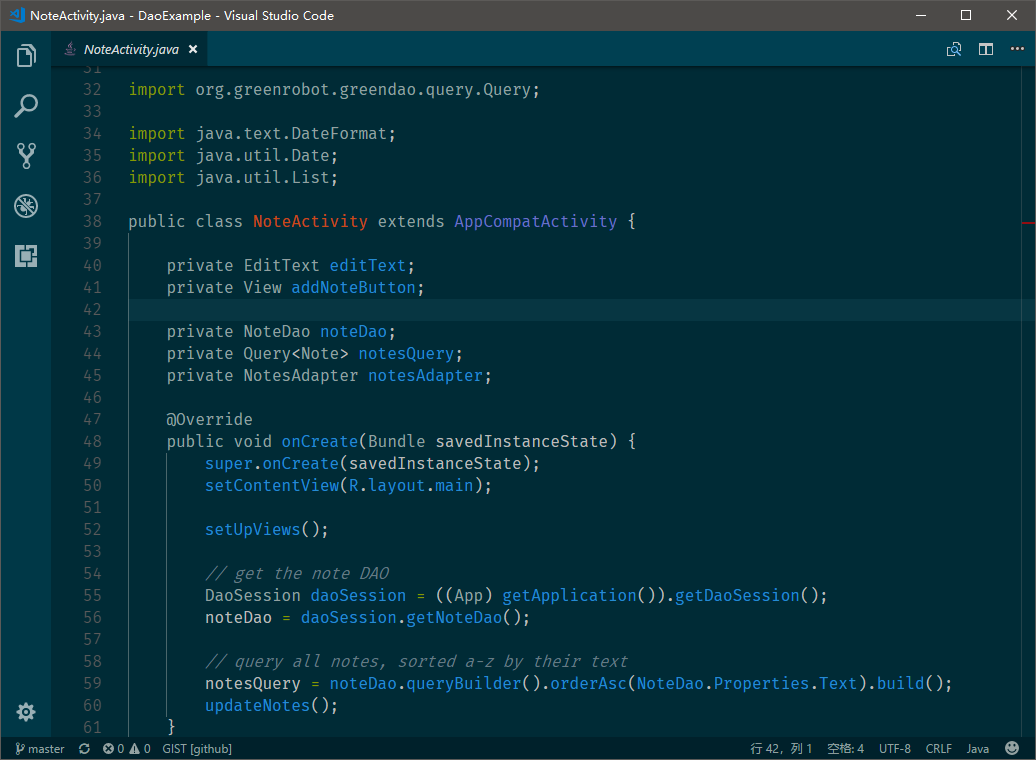 NoteActivity.java - DaoExample - Visual Studio Code
NoteActivity.java
31
32 import org.greenrobot.greendao.query.Query;
33
34 import java.text.DateFormat;
35 import java.util.Date;
36 import java.util.List;
37
38 public class NoteActivity extends AppCompatActivity {
39
40     private EditText editText;
41     private View addNoteButton;
42
43     private NoteDao noteDao;
44     private Query<Note> notesQuery;
45     private NotesAdapter notesAdapter;
46
47     @Override
48     public void onCreate(Bundle savedInstanceState) {
49         super.onCreate(savedInstanceState);
50         setContentView(R.layout.main);
51
52         setUpViews();
53
54         // get the note DAO
55         DaoSession daoSession = ((App) getApplication()).getDaoSession();
56         noteDao = daoSession.getNoteDao();
57
58         // query all notes, sorted a-z by their text
59         notesQuery = noteDao.queryBuilder().orderAsc(NoteDao.Properties.Text).build();
60         updateNotes();
61     }
master 0 0 GIST [github] 行 42，列 1 空格: 4 UTF-8 CRLF Java